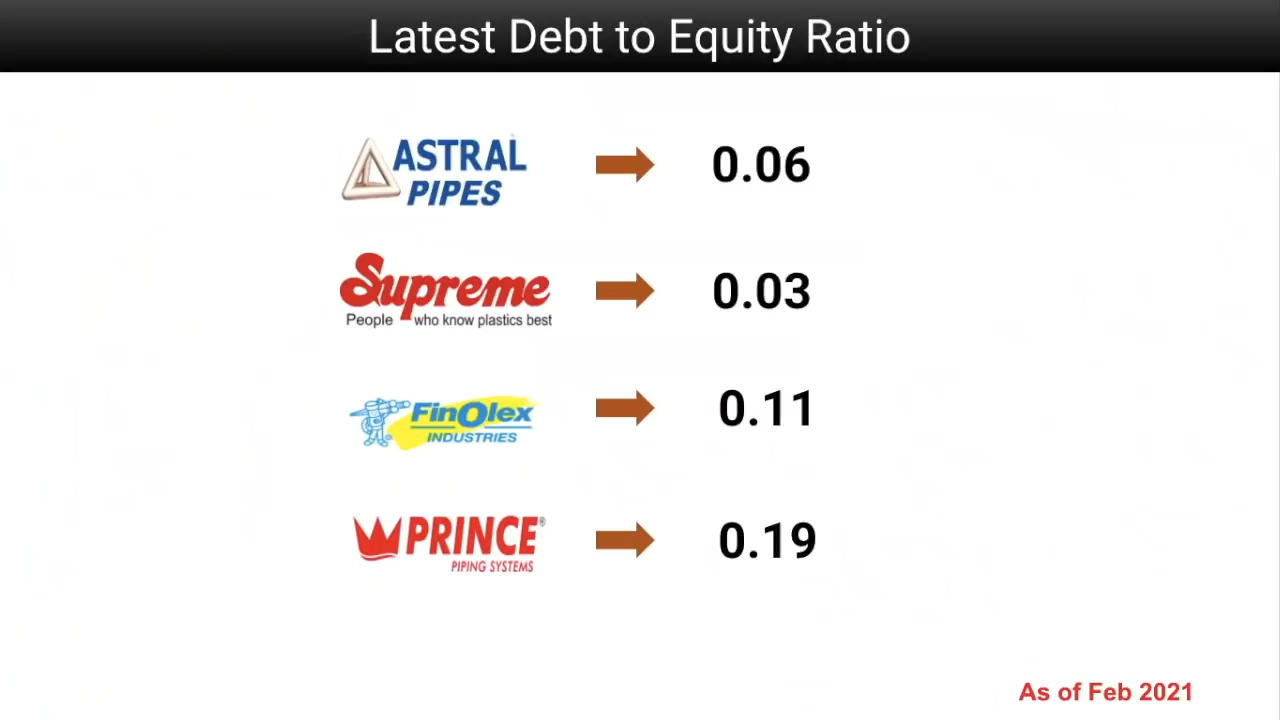 Latest Debt to Equity Ratio
ASTRAL
PIPES
0.06
Supreme
People who know plastics best
0.03
FinOlex
INDUSTRIES
0.11
PRINCE®
PIPING SYSTEMS
0.19
As of Feb 2021